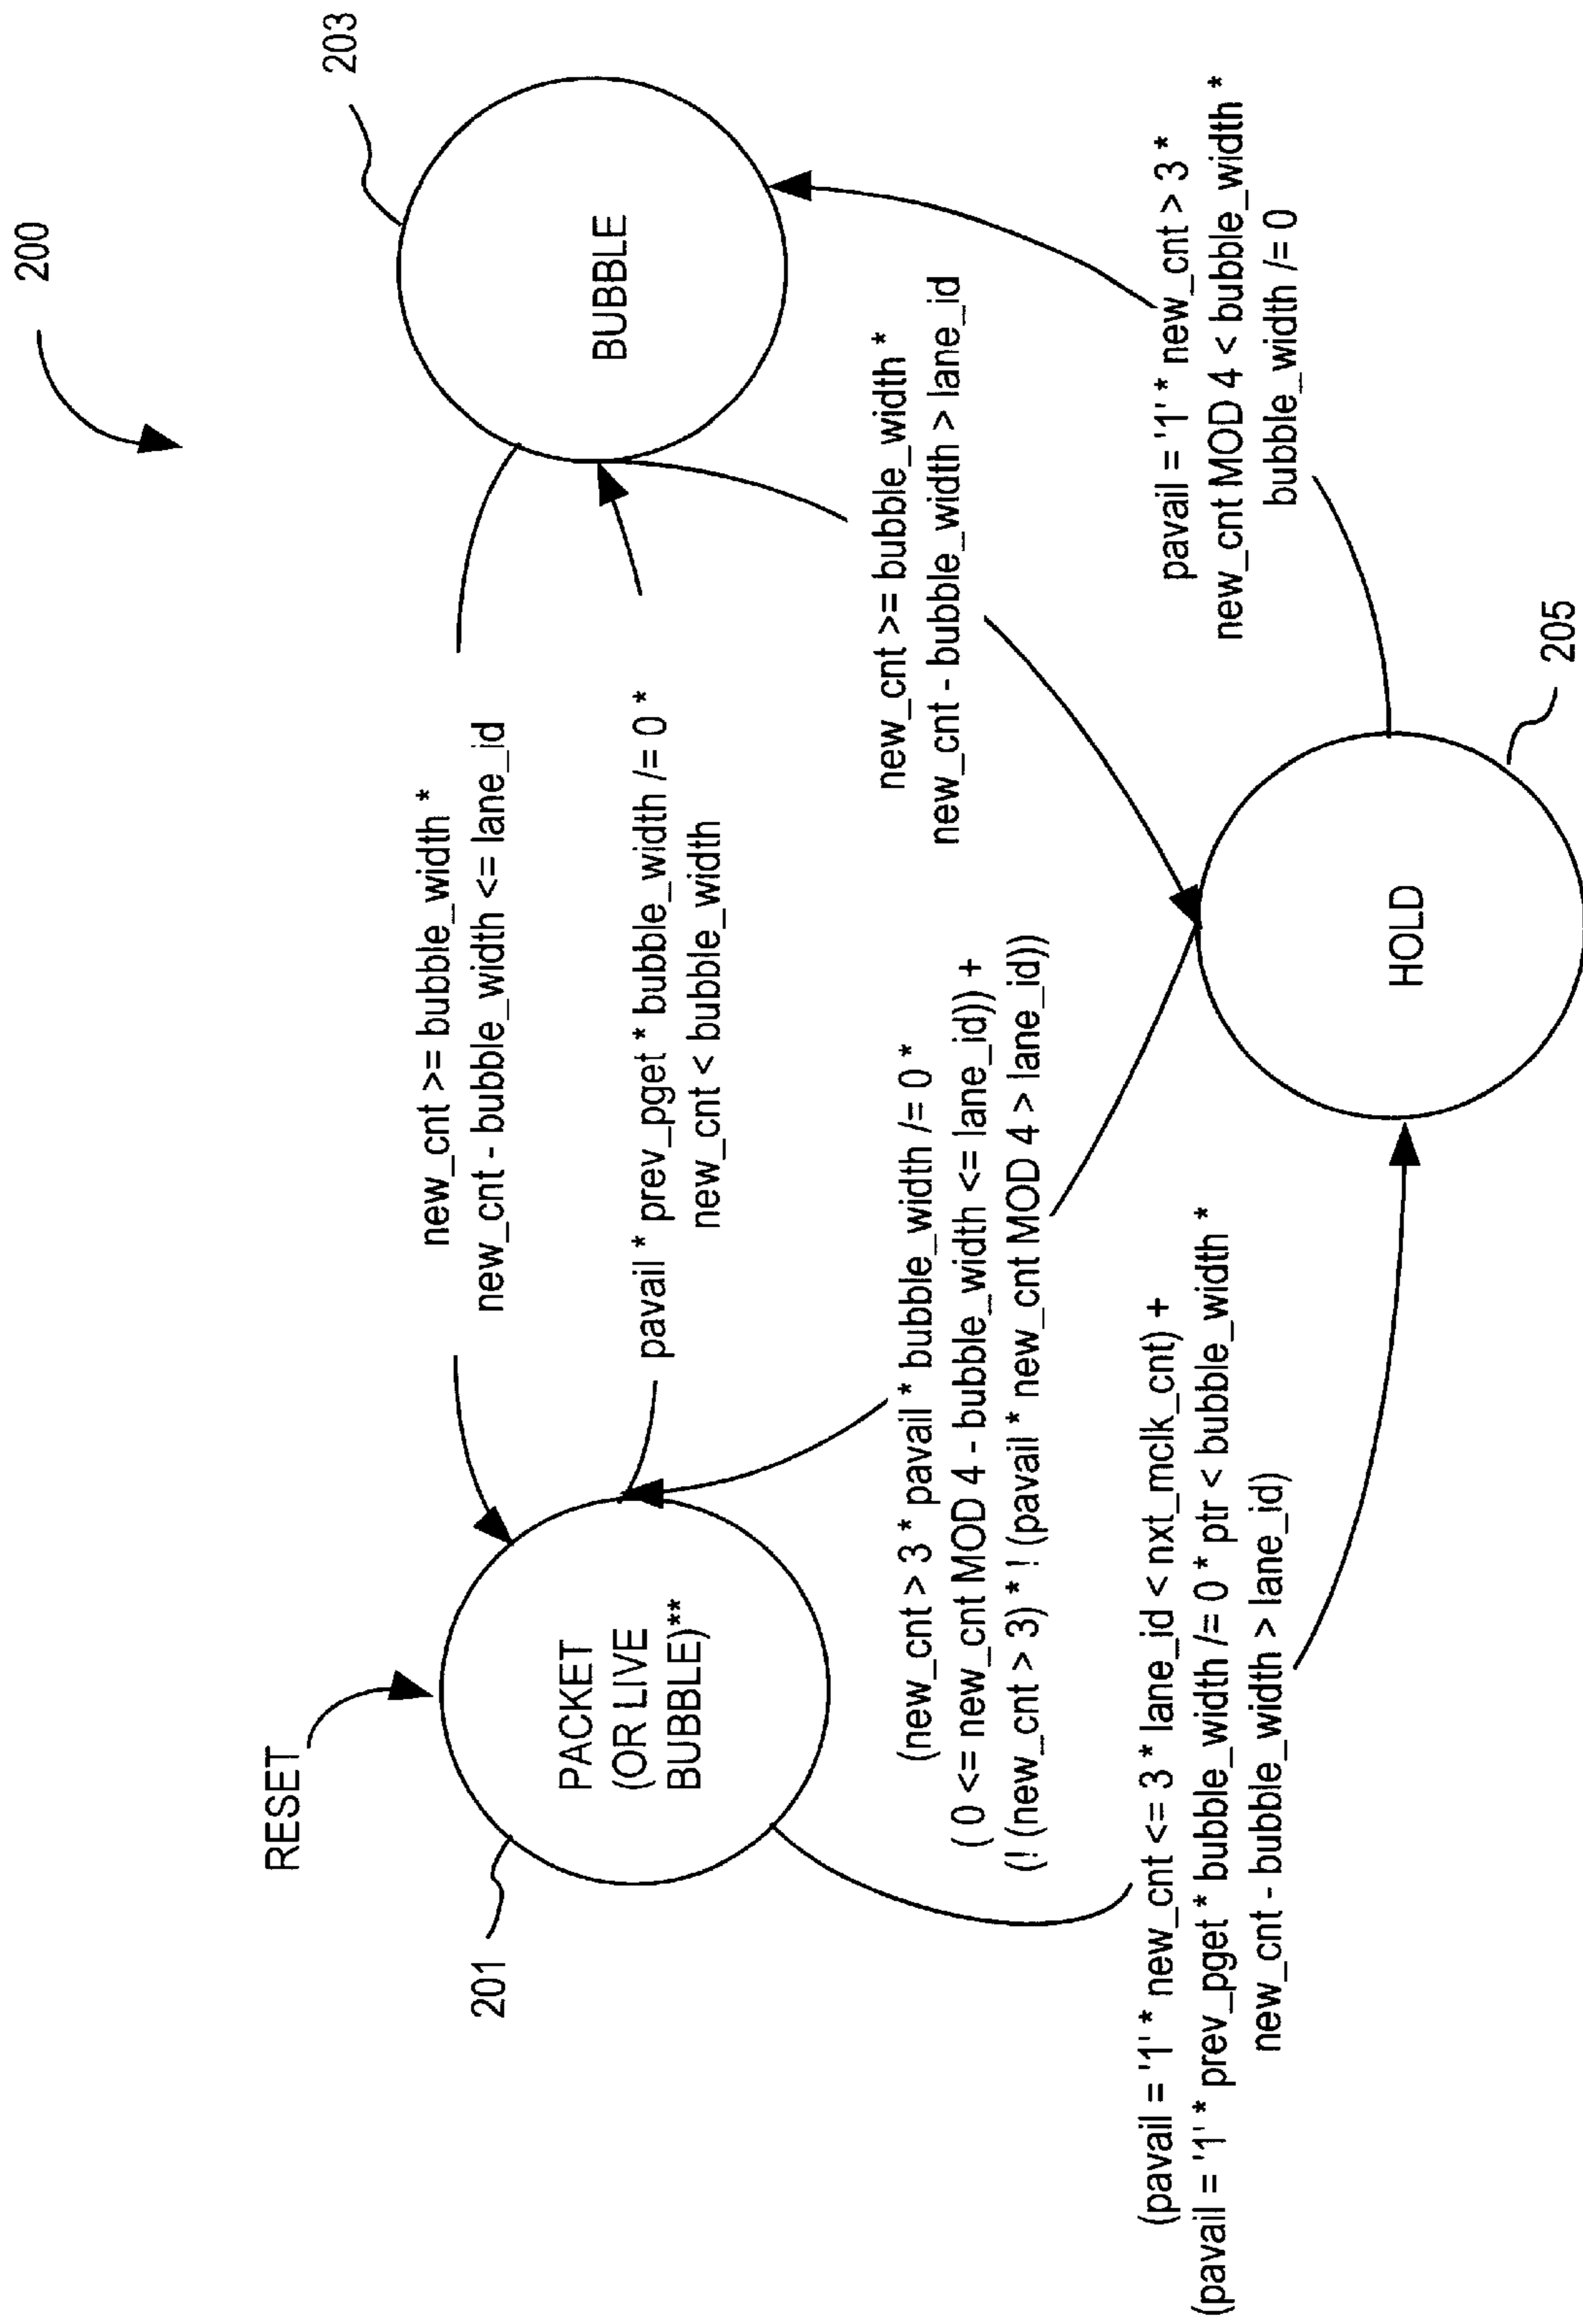 200
RESET
201
PACKET
(OR LIVE
BUBBLE)**
203
BUBBLE
new_cnt >= bubble_width *
new_cnt - bubble_width <= lane_id
pavail * prev_pget * bubble_width /= 0 *
new_cnt < bubble_width
new_cnt >= bubble_width *
new_cnt - bubble_width > lane_id
(new_cnt > 3 * pavail * bubble_width /= 0 *
( 0 <= new_cnt MOD 4 - bubble_width <= lane_id)) +
(! (new_cnt > 3) * ! (pavail * new_cnt MOD 4 > lane_id))
pavail = '1' * new_cnt > 3 *
new_cnt MOD 4 < bubble_width *
bubble_width /= 0
(pavail = '1' * new_cnt <= 3 * lane_id < nxt_mclk_cnt) +
(pavail = '1' * prev_pget * bubble_width /= 0 * ptr < bubble_width *
new_cnt - bubble_width > lane_id)
HOLD
205